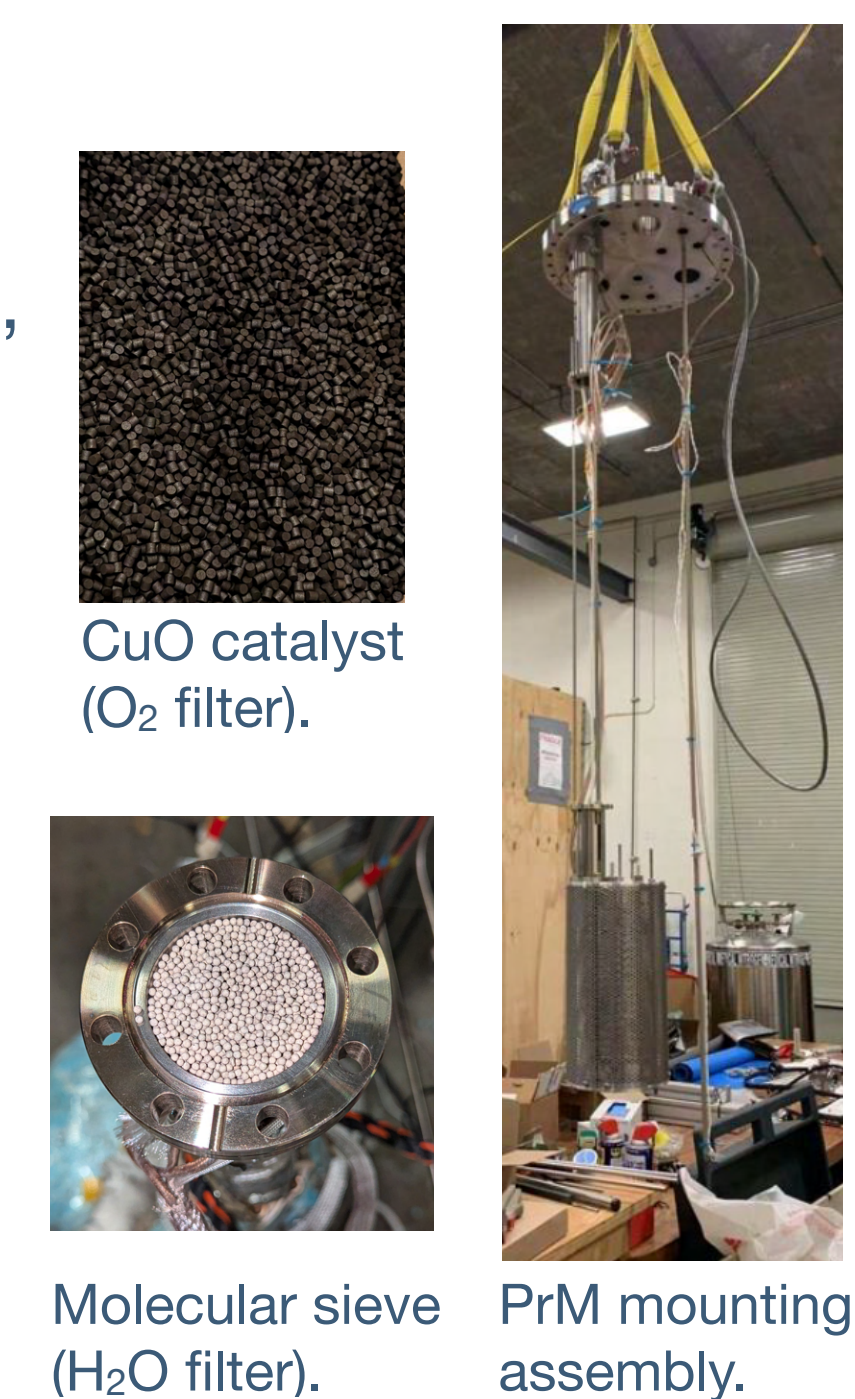 ,
CuO catalyst
(O₂ filter).
Molecular sieve
(H₂O filter).
PrM mounting
assembly.